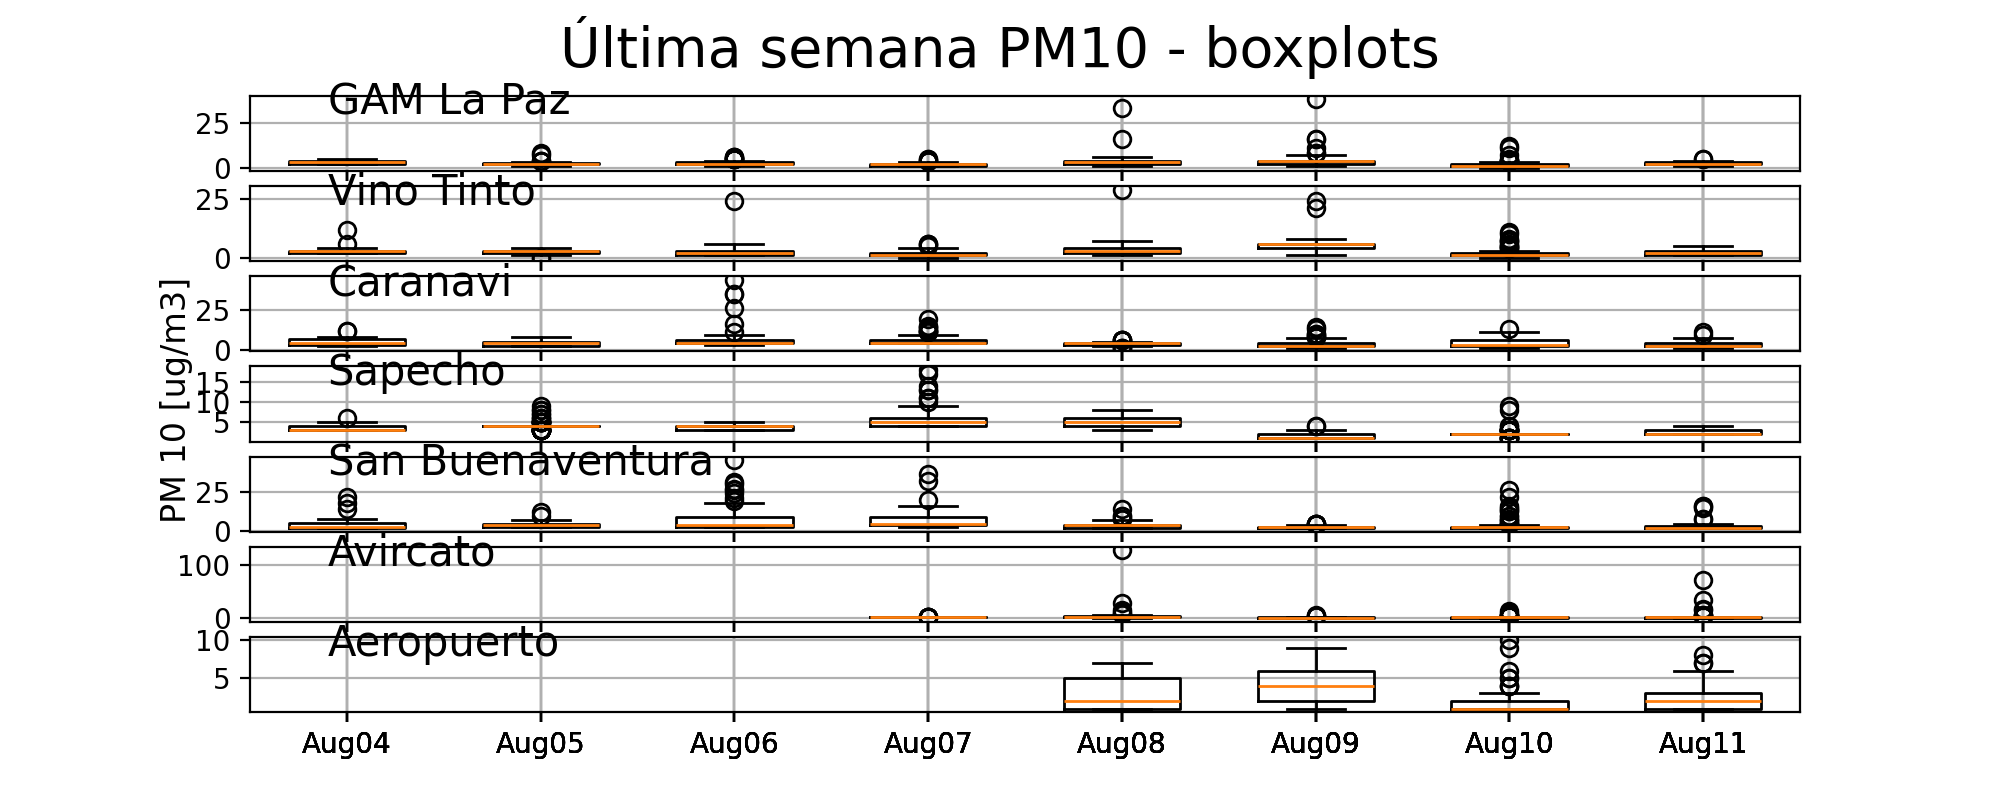 Última semana PM10 - boxplots
GAM La Paz
25
0
Vino Tinto
25
0
Caranavi
25
0
PM 10 [ug/m3]
Sapecho
15
10
5
San Buenaventura
25
0
Avircato
100
0
Aeropuerto
10
5
Aug04 Aug05 Aug06 Aug07 Aug08 Aug09 Aug10 Aug11